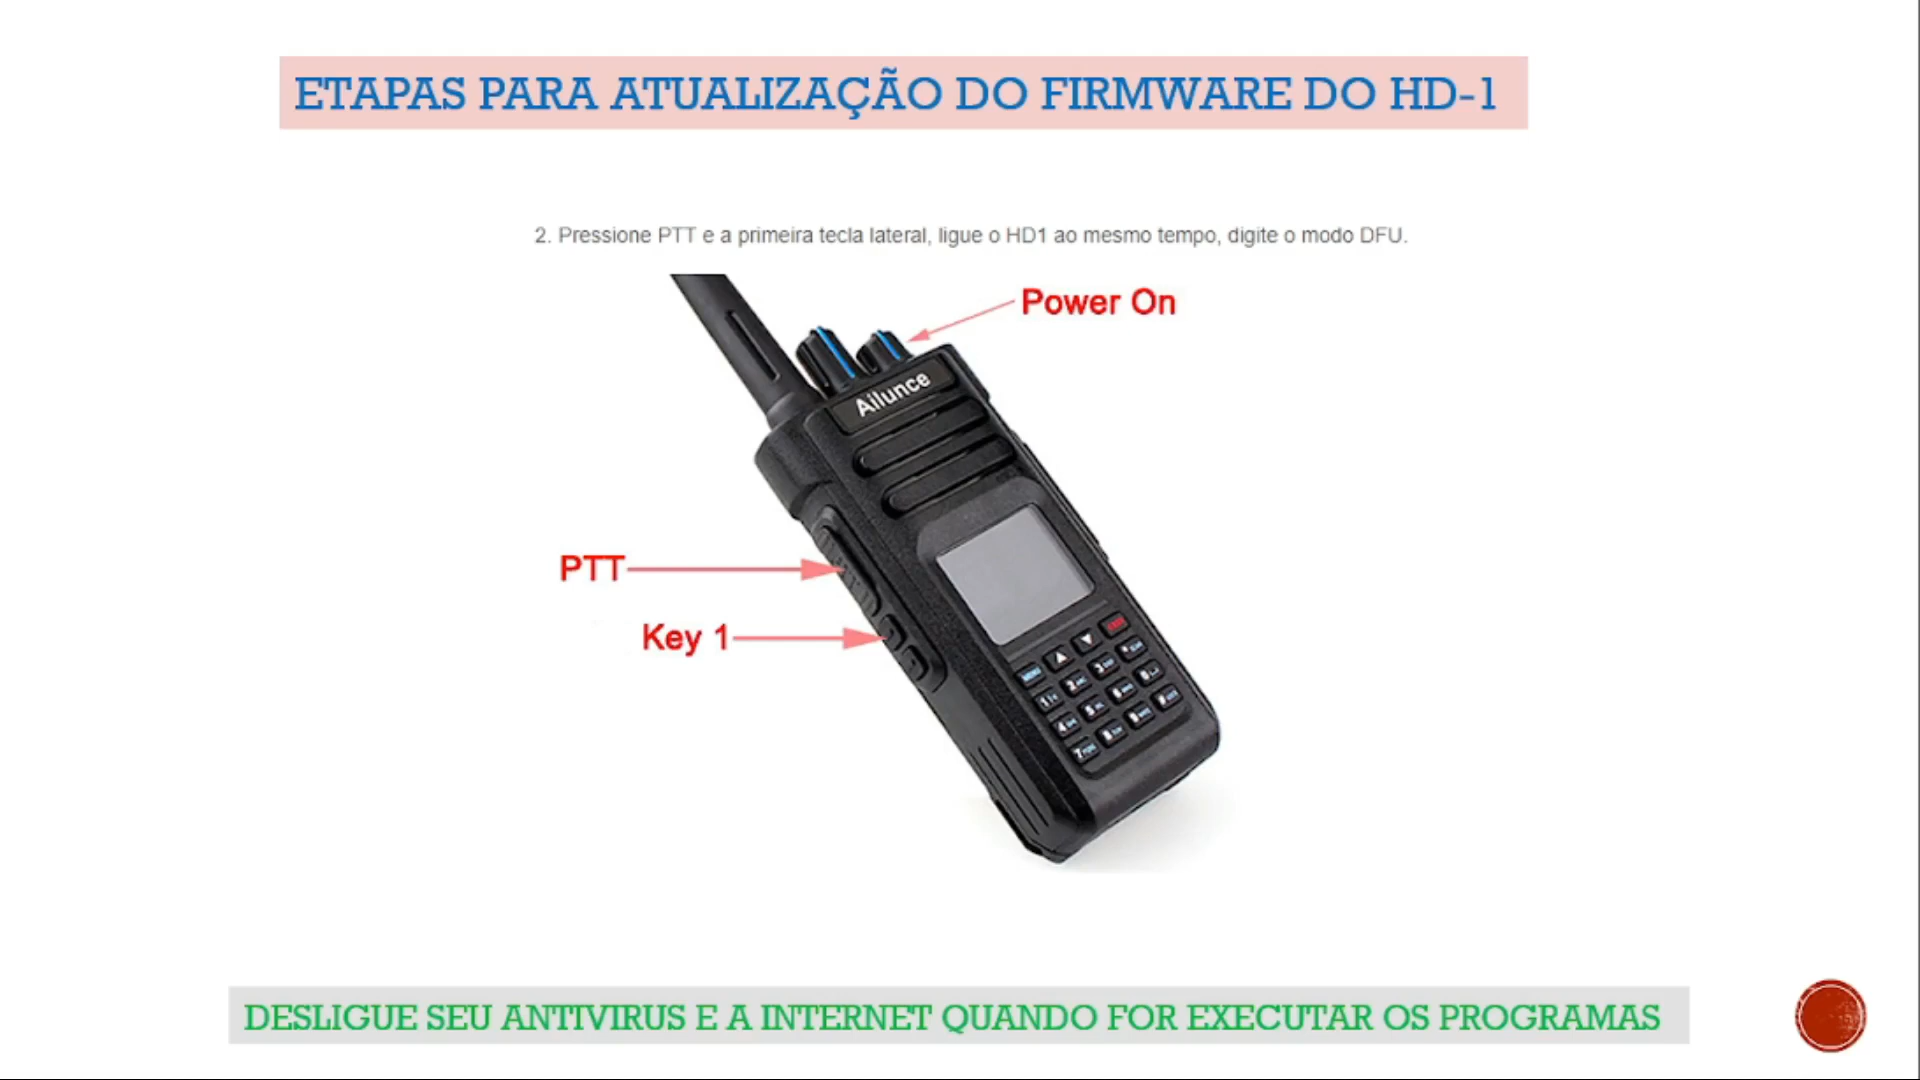 ETAPAS PARA ATUALIZAÇÃO DO FIRMWARE DO HD-1
2. Pressione PTT e a primeira tecla lateral, ligue o HD1 ao mesmo tempo, digite o modo DFU.
Power On
Ailunce
PTT
Key 1
MENU
DESLIGUE SEU ANTIVIRUS E A INTERNET QUANDO FOR EXECUTAR OS PROGRAMAS